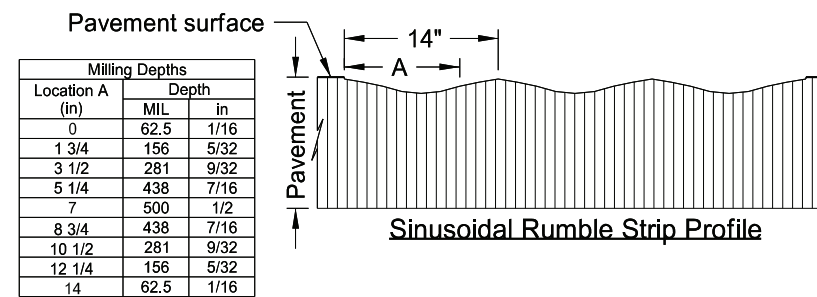 Pavement surface
14"
A
Milling Depths
Location A (in) Depth
MIL in
0 62.5 1/16
1 3/4 156 5/32
3 1/2 281 9/32
5 1/4 438 7/16
7 500 1/2
8 3/4 438 7/16
10 1/2 281 9/32
12 1/4 156 5/32
14 62.5 1/16
Pavement
Sinusoidal Rumble Strip Profile